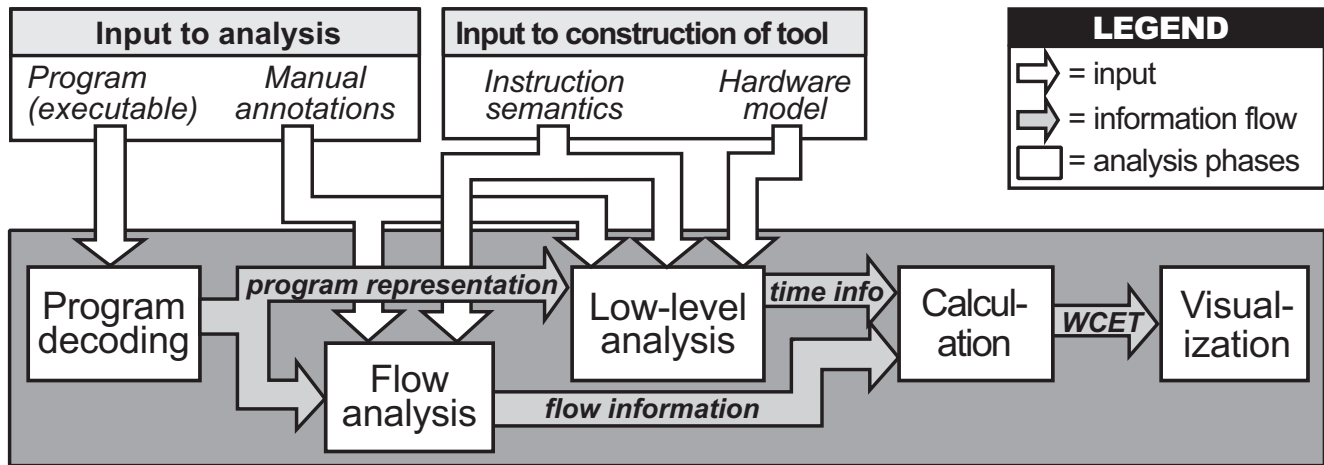 Input to analysis
Program
(executable)
Manual
annotations
Input to construction of tool
Instruction
semantics
Hardware
model
LEGEND
= input
= information flow
= analysis phases
Program
decoding
program representation
Flow
analysis
Low-level
analysis
time info
flow information
Calcul-
ation
WCET
Visual-
ization